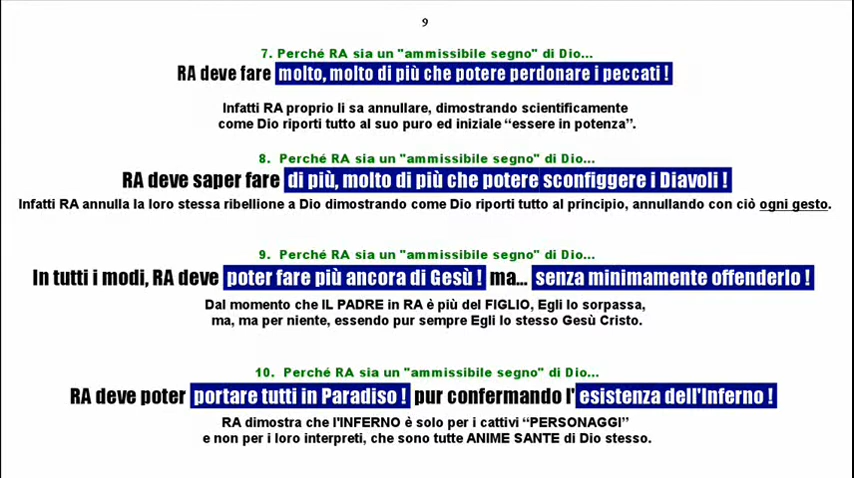 9
7. Perché RA sia un "ammissibile segno" di Dio...
RA deve fare molto, molto di più che potere perdonare i peccati !
Infatti RA proprio li sa annullare, dimostrando scientificamente
come Dio riporti tutto al suo puro ed iniziale “essere in potenza”.
8. Perché RA sia un "ammissibile segno" di Dio...
RA deve saper fare di più, molto di più che potere sconfiggere i Diavoli !
Infatti RA annulla la loro stessa ribellione a Dio dimostrando come Dio riporti tutto al principio, annullando con ciò ogni gesto.
9. Perché RA sia un "ammissibile segno" di Dio...
In tutti i modi, RA deve poter fare più ancora di Gesù ! ma... senza minimamente offenderlo !
Dal momento che IL PADRE in RA è più del FIGLIO, Egli lo sorpassa,
ma, ma per niente, essendo pur sempre Egli lo stesso Gesù Cristo.
10. Perché RA sia un "ammissibile segno" di Dio...
RA deve poter portare tutti in Paradiso ! pur confermando l'esistenza dell'Inferno !
RA dimostra che l'INFERNO è solo per i cattivi “PERSONAGGI”
e non per i loro interpreti, che sono tutte ANIME SANTE di Dio stesso.